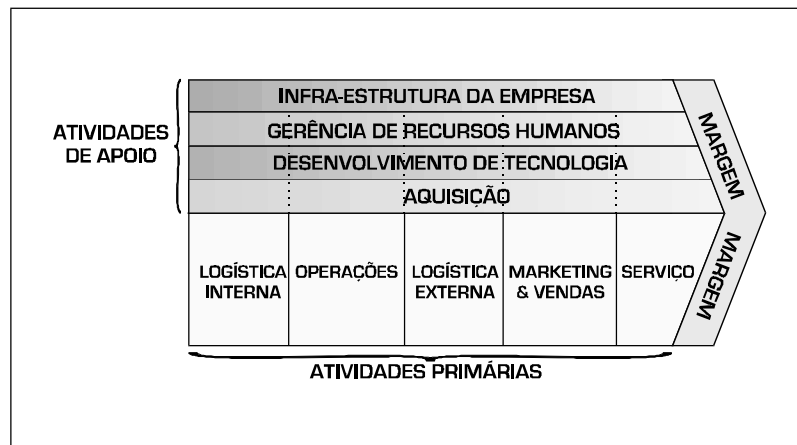 INFRA-ESTRUTURA DA EMPRESA
ATIVIDADES
DE APOIO
GERÊNCIA DE RECURSOS HUMANOS
DESENVOLVIMENTO DE TECNOLOGIA
AQUISIÇÃO
MARGEM
LOGÍSTICA
INTERNA
OPERAÇÕES
LOGÍSTICA
EXTERNA
MARKETING
& VENDAS
SERVIÇO
MARGEM
ATIVIDADES PRIMÁRIAS